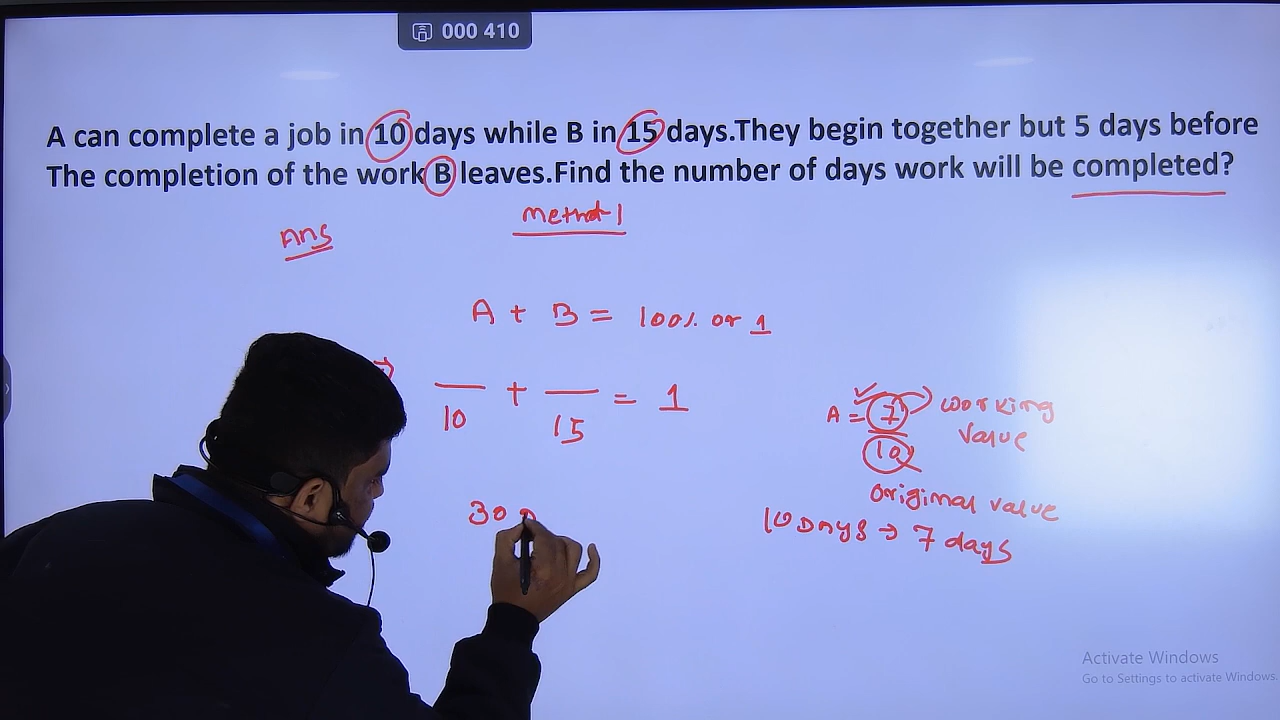 000 410
A can complete a job in 10 days while B in 15 days.They begin together but 5 days before
The completion of the work B leaves.Find the number of days work will be completed?
Ans
Method-1
A + B = 100% or 1
⇒ — + — = 1
10 15
A = 7 → working
value
10
original value
10 DAYS → 7 days
30
Activate Windows
Go to Settings to activate Windows.